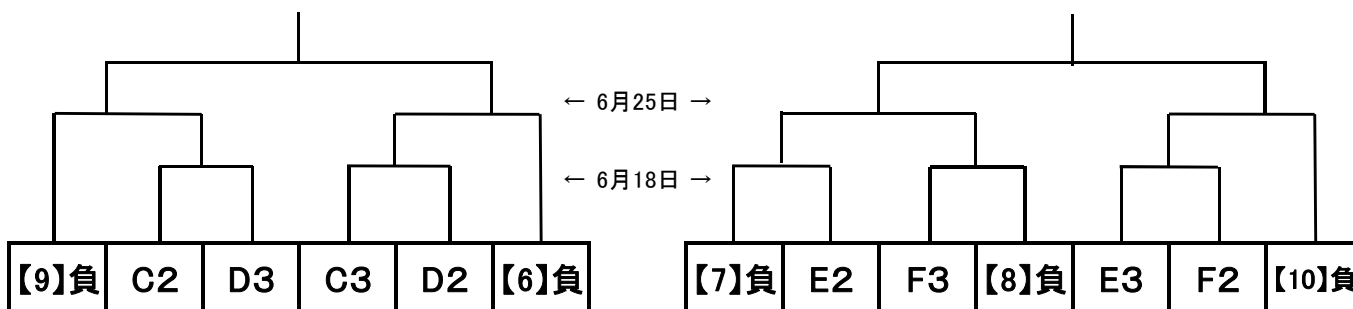 ← 6月25日 →
← 6月18日 →
【9】負 C2 D3 C3 D2 【6】負 【7】負 E2 F3 【8】負 E3 F2 【10】負